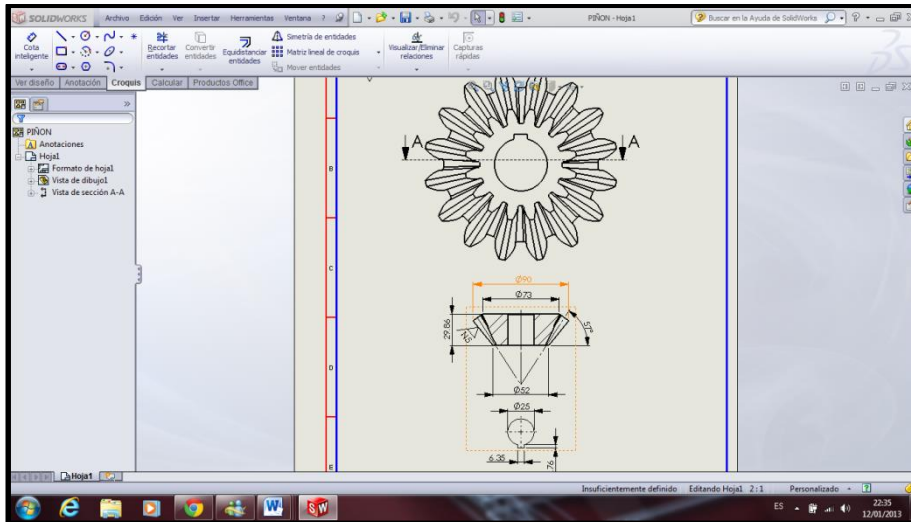 SOLIDWORKS Archivo Edición Ver Insertar Herramientas Ventana ? PIÑON - Hoja1 Buscar en la Ayuda de SolidWorks
Cota inteligente
Recortar entidades
Convertir entidades
Equidistanciar entidades
Simetría de entidades
Matriz lineal de croquis
Mover entidades
Visualizar/Eliminar relaciones
Capturas rápidas
Ver diseño Anotación Croquis Calcular Productos Office
PIÑON
Anotaciones
Hoja1
Formato de hoja1
Vista de dibujo1
Vista de sección A-A
A A
B
C
D
E
Ø90
Ø73
29.86
N5
57°
Ø52
Ø25
6.35
76
Hoja1
Insuficientemente definido Editando Hoja1 2:1 Personalizado
ES 22:35
12/01/2013